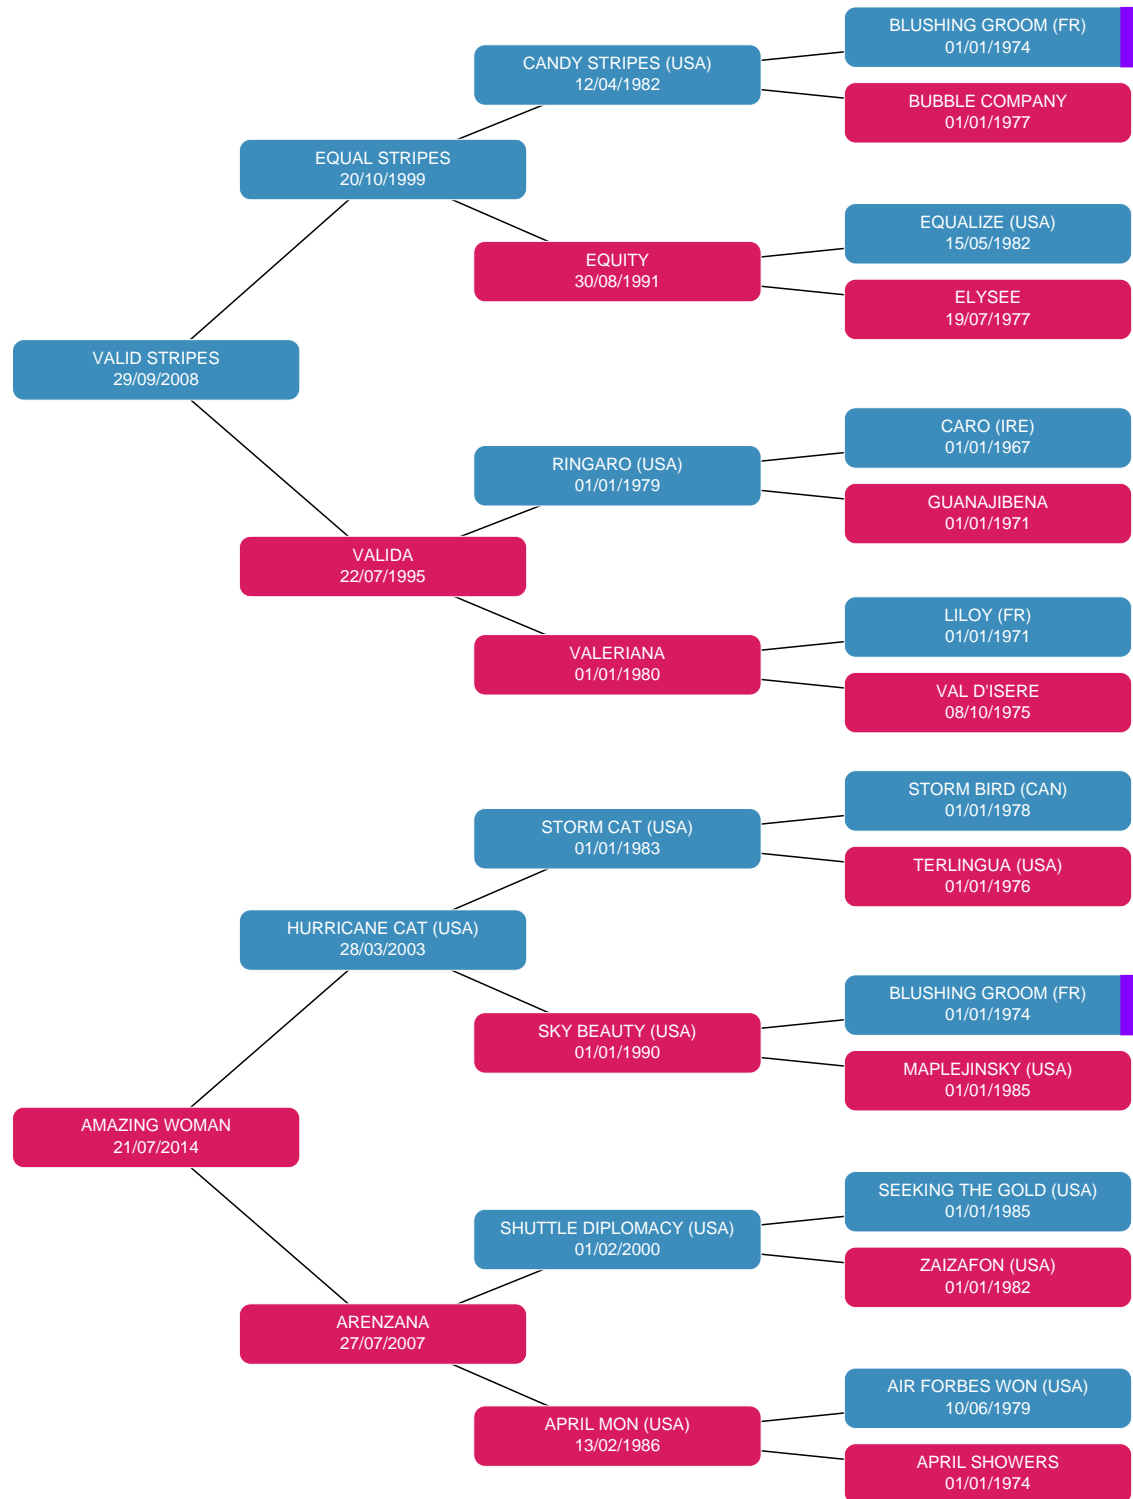 BLUSHING GROOM (FR)
01/01/1974
CANDY STRIPES (USA)
12/04/1982
BUBBLE COMPANY
01/01/1977
EQUAL STRIPES
20/10/1999
EQUALIZE (USA)
15/05/1982
EQUITY
30/08/1991
ELYSEE
19/07/1977
VALID STRIPES
29/09/2008
CARO (IRE)
01/01/1967
RINGARO (USA)
01/01/1979
GUANAJIBENA
01/01/1971
VALIDA
22/07/1995
LILOY (FR)
01/01/1971
VALERIANA
01/01/1980
VAL D'ISERE
08/10/1975
STORM BIRD (CAN)
01/01/1978
STORM CAT (USA)
01/01/1983
TERLINGUA (USA)
01/01/1976
HURRICANE CAT (USA)
28/03/2003
BLUSHING GROOM (FR)
01/01/1974
SKY BEAUTY (USA)
01/01/1990
MAPLEJINSKY (USA)
01/01/1985
AMAZING WOMAN
21/07/2014
SEEKING THE GOLD (USA)
01/01/1985
SHUTTLE DIPLOMACY (USA)
01/02/2000
ZAIZAFON (USA)
01/01/1982
ARENZANA
27/07/2007
AIR FORBES WON (USA)
10/06/1979
APRIL MON (USA)
13/02/1986
APRIL SHOWERS
01/01/1974